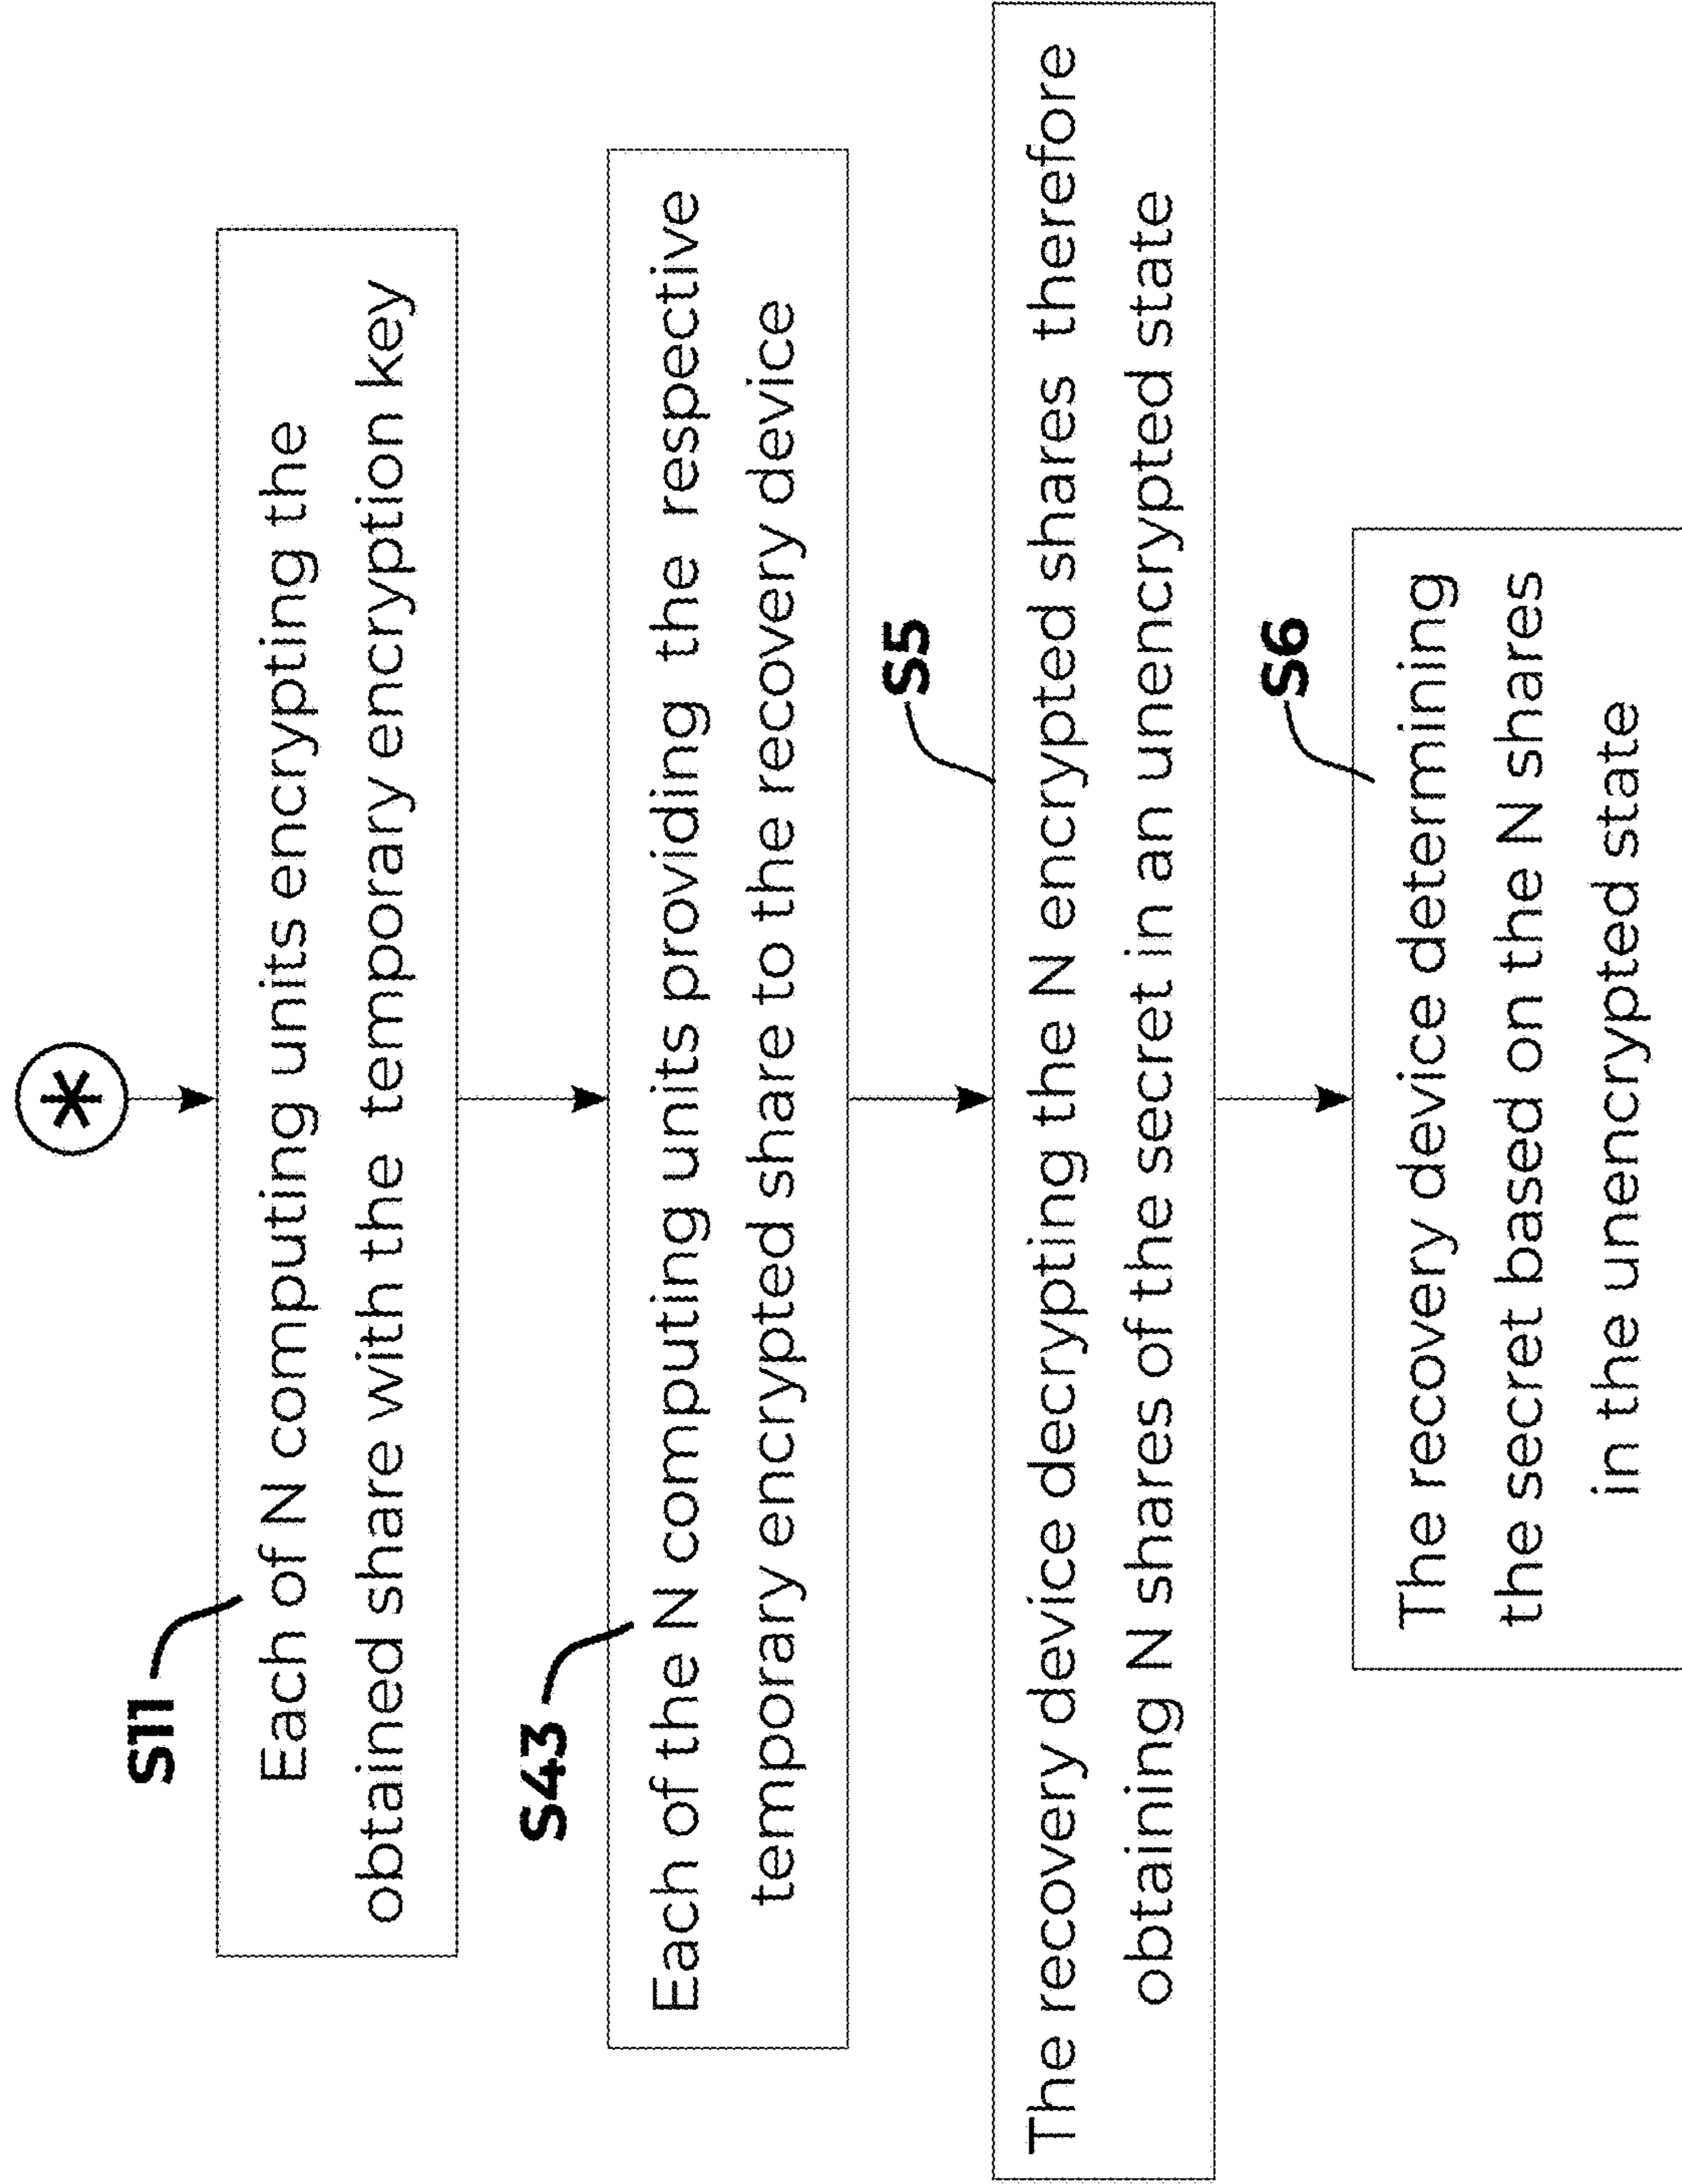 *
S11
Each of N computing units encrypting the
obtained share with the temporary encryption key
S43
Each of the N computing units providing the respective
temporary encrypted share to the recovery device
S5
The recovery device decrypting the N encrypted shares therefore
obtaining N shares of the secret in an unencrypted state
S6
The recovery device determining
the secret based on the N shares
in the unencrypted state